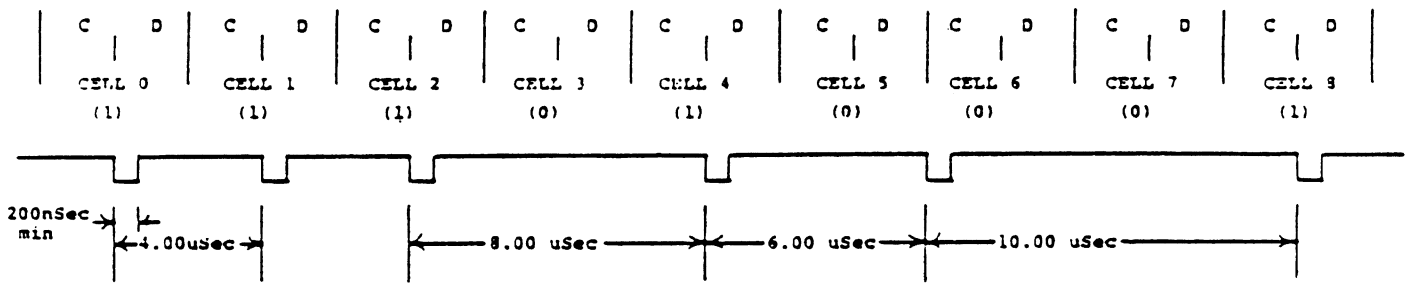 C D C D C D C D C D C D C D C D C D
CELL 0 CELL 1 CELL 2 CELL 3 CELL 4 CELL 5 CELL 6 CELL 7 CELL 8
(1) (1) (1) (0) (1) (0) (0) (0) (1)
200nSec
min
4.00uSec 8.00 uSec 6.00 uSec 10.00 uSec